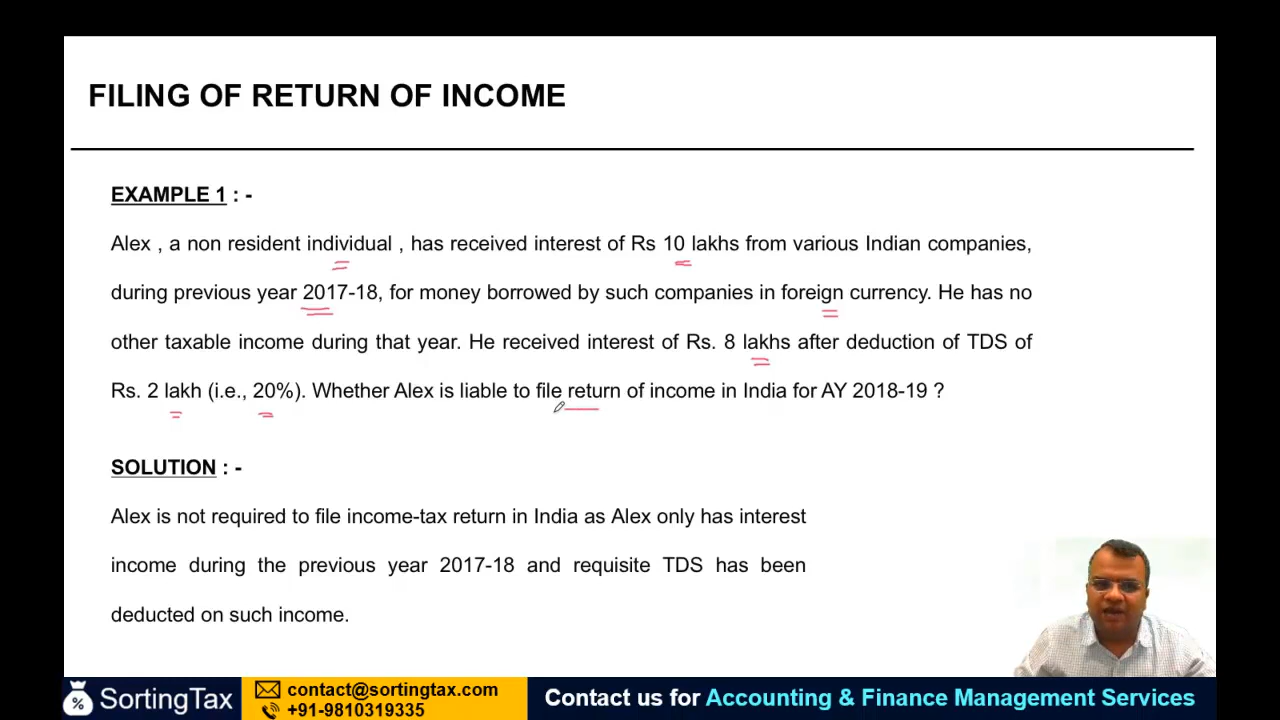 FILING OF RETURN OF INCOME
EXAMPLE 1 : -
Alex , a non resident individual , has received interest of Rs 10 lakhs from various Indian companies,
during previous year 2017-18, for money borrowed by such companies in foreign currency. He has no
other taxable income during that year. He received interest of Rs. 8 lakhs after deduction of TDS of
Rs. 2 lakh (i.e., 20%). Whether Alex is liable to file return of income in India for AY 2018-19 ?
SOLUTION : -
Alex is not required to file income-tax return in India as Alex only has interest
income during the previous year 2017-18 and requisite TDS has been
deducted on such income.
% SortingTax
contact@sortingtax.com
+91-9810319335
Contact us for Accounting & Finance Management Services